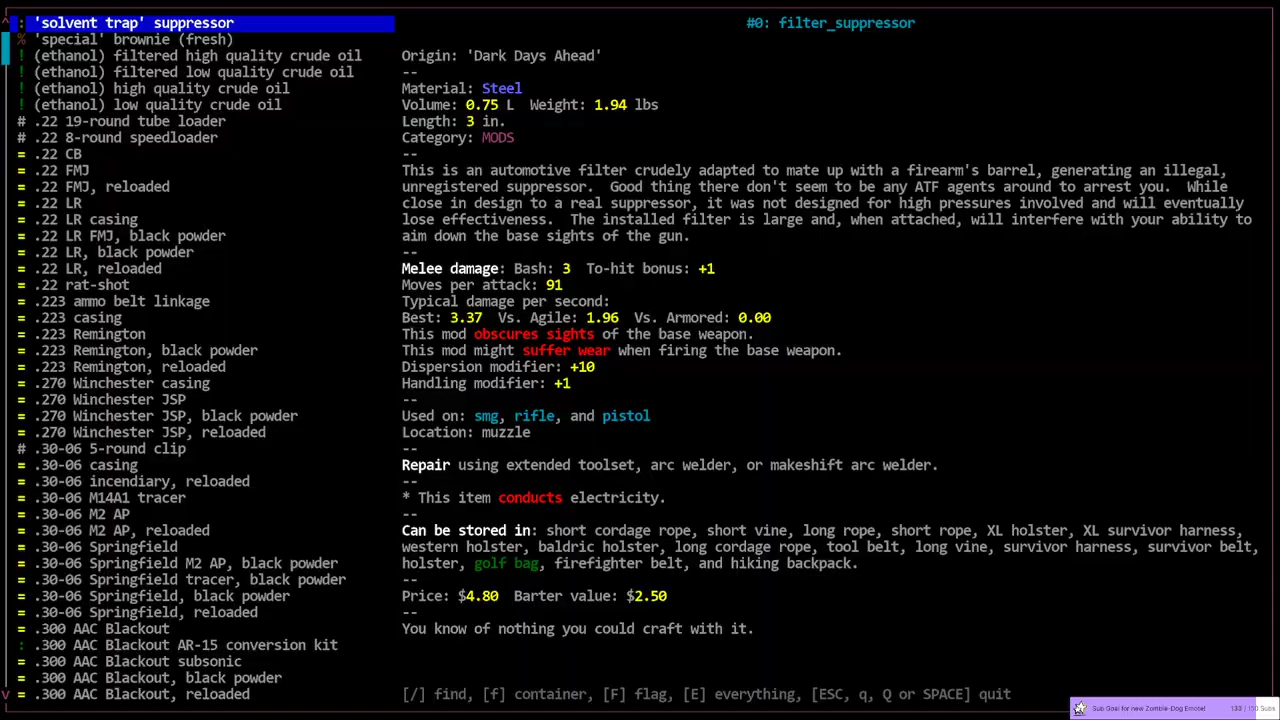 : 'solvent trap' suppressor
#0: filter_suppressor
% 'special' brownie (fresh)
! (ethanol) filtered high quality crude oil
! (ethanol) filtered low quality crude oil
! (ethanol) high quality crude oil
! (ethanol) low quality crude oil
# .22 19-round tube loader
# .22 8-round speedloader
= .22 CB
= .22 FMJ
= .22 FMJ, reloaded
= .22 LR
= .22 LR casing
= .22 LR FMJ, black powder
= .22 LR, black powder
= .22 LR, reloaded
= .22 rat-shot
= .223 ammo belt linkage
= .223 casing
= .223 Remington
= .223 Remington, black powder
= .223 Remington, reloaded
= .270 Winchester casing
= .270 Winchester JSP
= .270 Winchester JSP, black powder
= .270 Winchester JSP, reloaded
# .30-06 5-round clip
= .30-06 casing
= .30-06 incendiary, reloaded
= .30-06 M14A1 tracer
= .30-06 M2 AP
= .30-06 M2 AP, reloaded
= .30-06 Springfield
= .30-06 Springfield M2 AP, black powder
= .30-06 Springfield tracer, black powder
= .30-06 Springfield, black powder
= .30-06 Springfield, reloaded
= .300 AAC Blackout
: .300 AAC Blackout AR-15 conversion kit
= .300 AAC Blackout subsonic
= .300 AAC Blackout, black powder
v = .300 AAC Blackout, reloaded
Origin: 'Dark Days Ahead'
--
Material: Steel
Volume: 0.75 L  Weight: 1.94 lbs
Length: 3 in.
Category: MODS
--
This is an automotive filter crudely adapted to mate up with a firearm's barrel, generating an illegal,
unregistered suppressor.  Good thing there don't seem to be any ATF agents around to arrest you.  While
close in design to a real suppressor, it was not designed for high pressures involved and will eventually
lose effectiveness.  The installed filter is large and, when attached, will interfere with your ability to
aim down the base sights of the gun.
--
Melee damage: Bash: 3  To-hit bonus: +1
Moves per attack: 91
Typical damage per second:
Best: 3.37  Vs. Agile: 1.96  Vs. Armored: 0.00
This mod obscures sights of the base weapon.
This mod might suffer wear when firing the base weapon.
Dispersion modifier: +10
Handling modifier: +1
--
Used on: smg, rifle, and pistol
Location: muzzle
--
Repair using extended toolset, arc welder, or makeshift arc welder.
--
* This item conducts electricity.
--
Can be stored in: short cordage rope, short vine, long rope, short rope, XL holster, XL survivor harness,
western holster, baldric holster, long cordage rope, tool belt, long vine, survivor harness, survivor belt,
holster, golf bag, firefighter belt, and hiking backpack.
--
Price: $4.80  Barter value: $2.50
--
You know of nothing you could craft with it.
[/] find, [f] container, [F] flag, [E] everything, [ESC, q, Q or SPACE] quit
Sub Goal for new Zombie-Dog Emote!